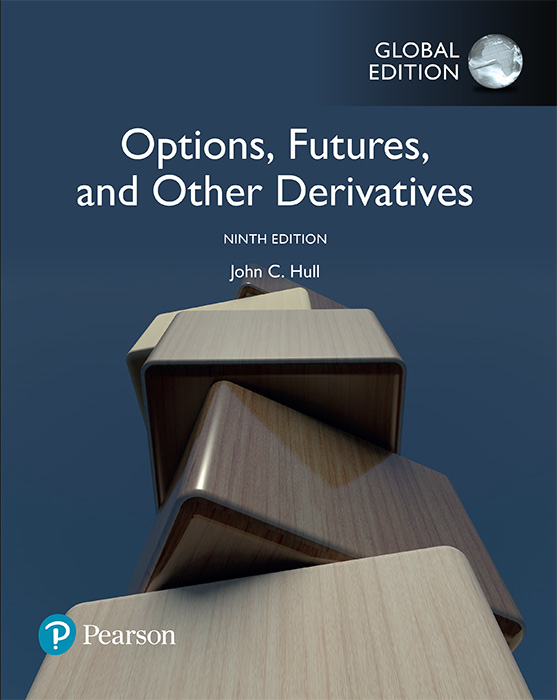 GLOBAL
EDITION
Options, Futures,
and Other Derivatives
NINTH EDITION
John C. Hull
P Pearson